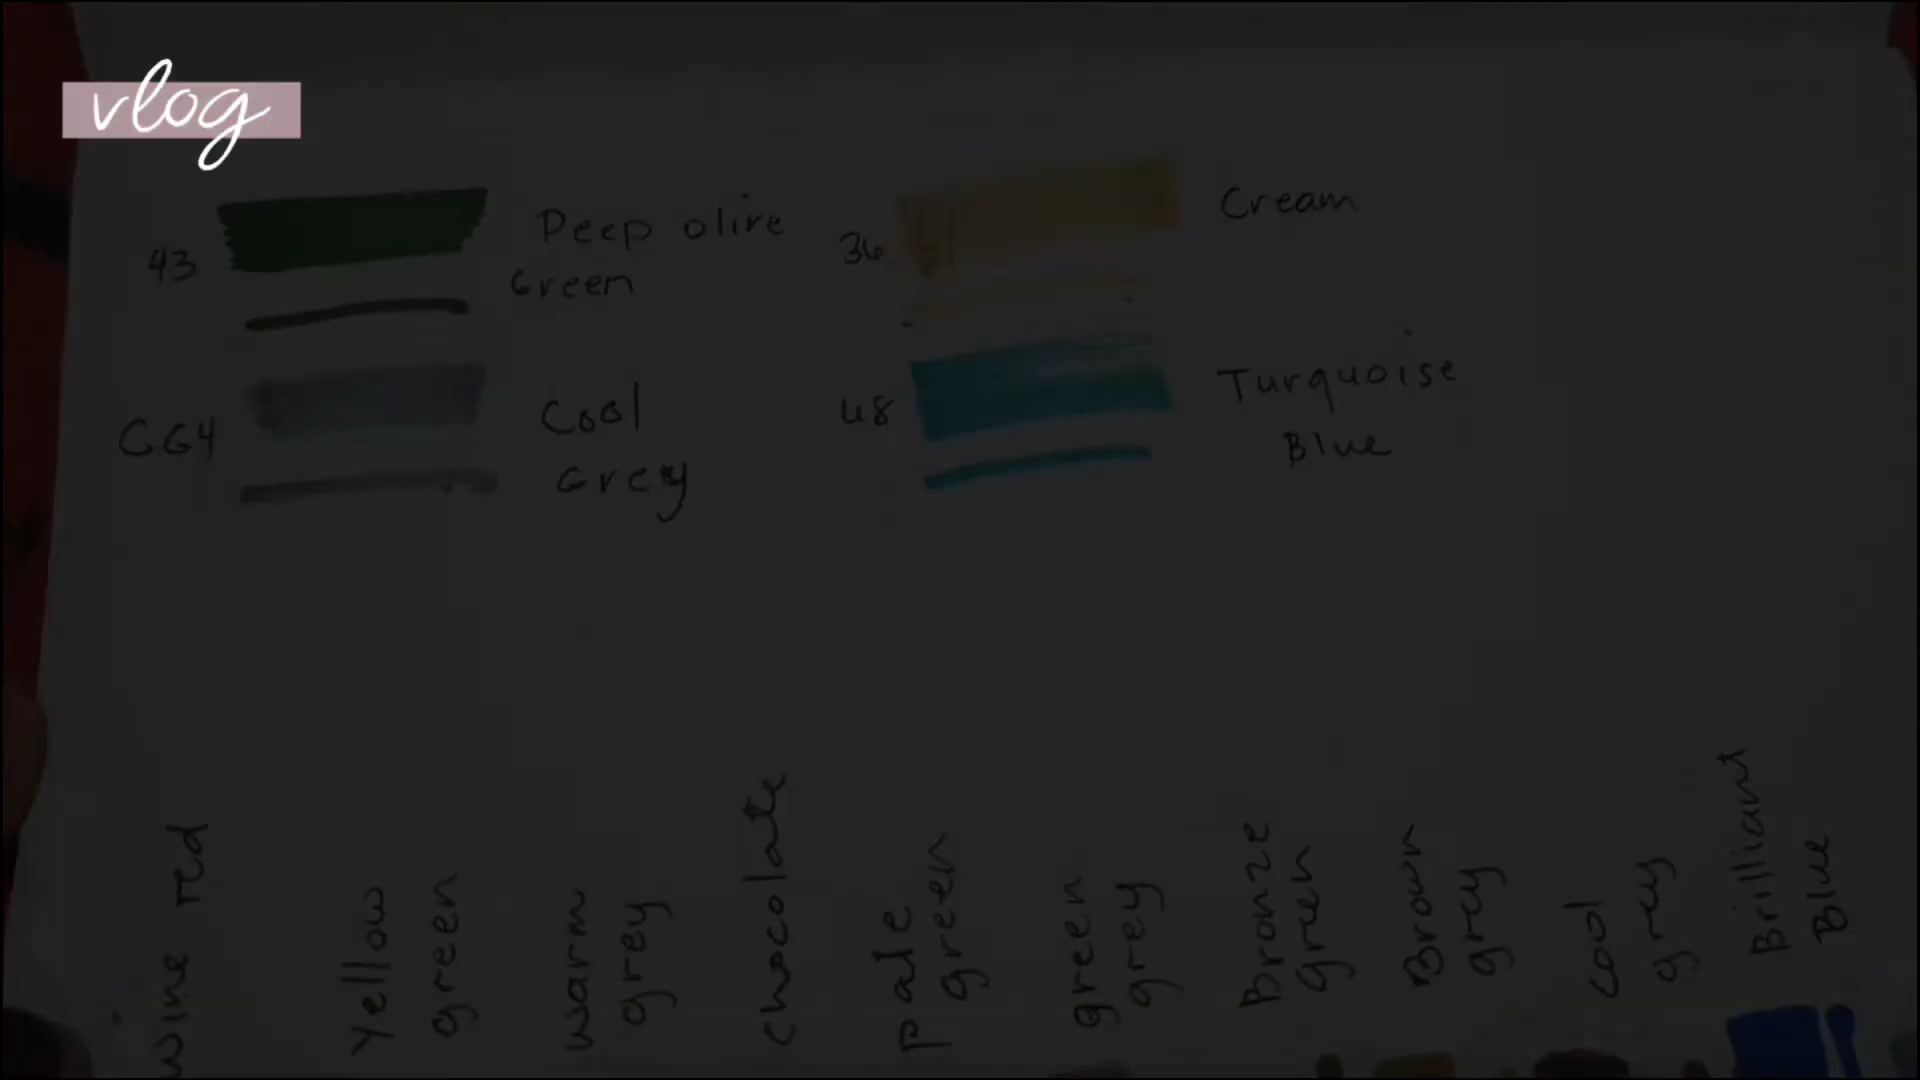 vlog
43
Deep olive
Green
36
Cream
CG4
Cool
Grey
48
Turquoise
Blue
wine red
Yellow
green
warm
grey
chocolate
pale
green
green
grey
Bronze
green
Brown
grey
cool
grey
Brilliant
Blue